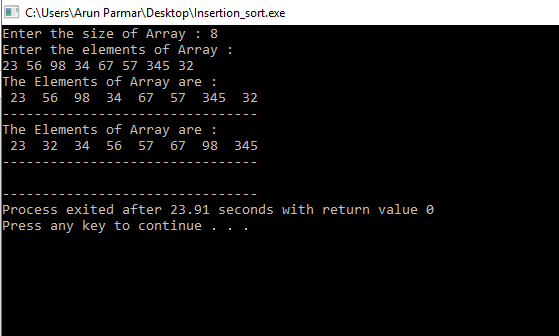 C:\Users\Arun Parmar\Desktop\Insertion_sort.exe
Enter the size of Array : 8
Enter the elements of Array :
23 56 98 34 67 57 345 32
The Elements of Array are :
 23  56  98  34  67  57  345  32
--------------------------------
The Elements of Array are :
 23  32  34  56  57  67  98  345
--------------------------------

--------------------------------
Process exited after 23.91 seconds with return value 0
Press any key to continue . . .